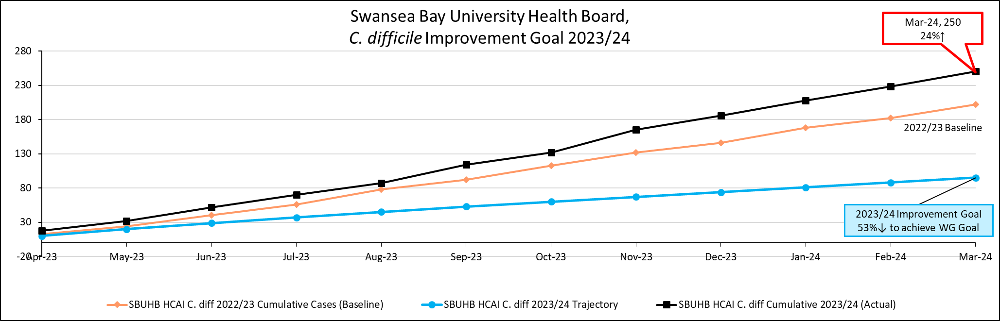 Swansea Bay University Health Board,
C. difficile Improvement Goal 2023/24
Mar-24, 250
24%↑
280
230
180
130
80
30
-20
2022/23 Baseline
2023/24 Improvement Goal
53%↓ to achieve WG Goal
Apr-23 May-23 Jun-23 Jul-23 Aug-23 Sep-23 Oct-23 Nov-23 Dec-23 Jan-24 Feb-24 Mar-24
SBUHB HCAI C. diff 2022/23 Cumulative Cases (Baseline) SBUHB HCAI C. diff 2023/24 Trajectory SBUHB HCAI C. diff Cumulative 2023/24 (Actual)